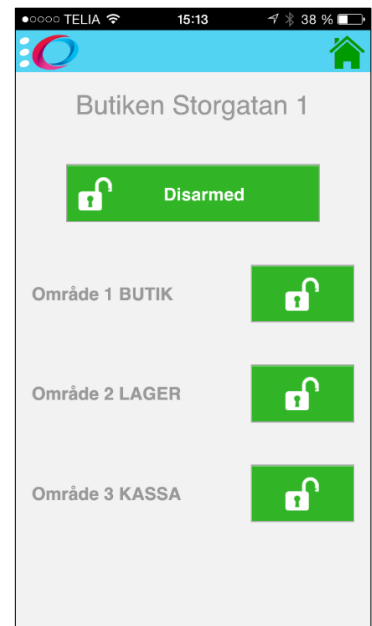 TELIA 15:13 38 %
Butiken Storgatan 1
Disarmed
Område 1 BUTIK
Område 2 LAGER
Område 3 KASSA